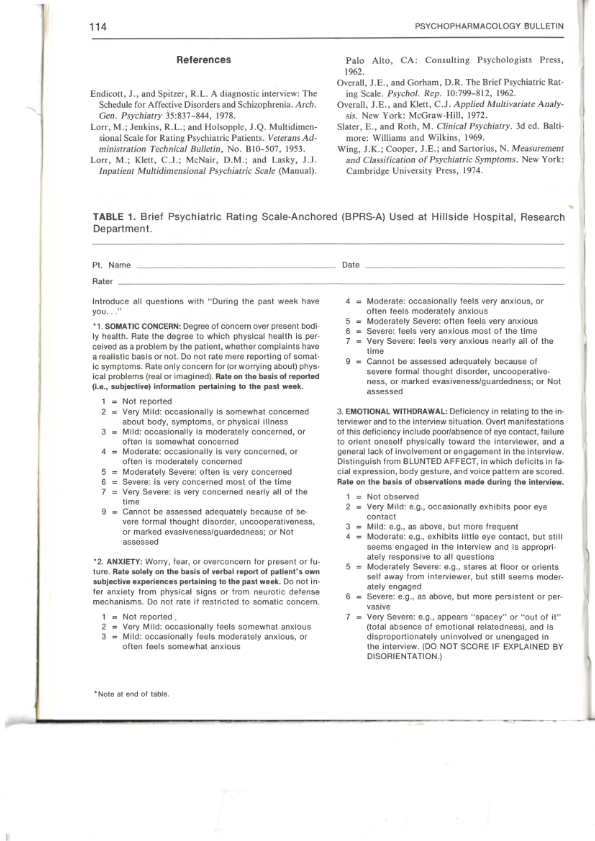 114
PSYCHOPHARMACOLOGY BULLETIN
References
Endicott, J., and Spitzer, R.L. A diagnostic interview: The
Schedule for Affective Disorders and Schizophrenia. Arch.
Gen. Psychiatry 35:837–844, 1978.
Lorr, M.; Jenkins, R.L.; and Holsopple, J.Q. Multidimen-
sional Scale for Rating Psychiatric Patients. Veterans Ad-
ministration Technical Bulletin, No. B10–507, 1953.
Lorr, M.; Klett, C.J.; McNair, D.M.; and Lasky, J.J.
Inpatient Multidimensional Psychiatric Scale (Manual).
Palo Alto, CA: Consulting Psychologists Press,
1962.
Overall, J.E., and Gorham, D.R. The Brief Psychiatric Rat-
ing Scale. Psychol. Rep. 10:799–812, 1962.
Overall, J.E., and Klett, C.J. Applied Multivariate Analy-
sis. New York: McGraw-Hill, 1972.
Slater, E., and Roth, M. Clinical Psychiatry. 3d ed. Balti-
more: Williams and Wilkins, 1969.
Wing, J.K.; Cooper, J.E.; and Sartorius, N. Measurement
and Classification of Psychiatric Symptoms. New York:
Cambridge University Press, 1974.
TABLE 1. Brief Psychiatric Rating Scale-Anchored (BPRS-A) Used at Hillside Hospital, Research
Department.
Pt. Name
Date
Rater
Introduce all questions with "During the past week have
you. . ."
*1. SOMATIC CONCERN: Degree of concern over present bodi-
ly health. Rate the degree to which physical health is per-
ceived as a problem by the patient, whether complaints have
a realistic basis or not. Do not rate mere reporting of somat-
ic symptoms. Rate only concern for (or worrying about) phys-
ical problems (real or imagined). Rate on the basis of reported
(i.e., subjective) information pertaining to the past week.
1 = Not reported
2 = Very Mild: occasionally is somewhat concerned
about body, symptoms, or physical illness
3 = Mild: occasionally is moderately concerned, or
often is somewhat concerned
4 = Moderate: occasionally is very concerned, or
often is moderately concerned
5 = Moderately Severe: often is very concerned
6 = Severe: is very concerned most of the time
7 = Very Severe: is very concerned nearly all of the
time
9 = Cannot be assessed adequately because of se-
vere formal thought disorder, uncooperativeness,
or marked evasiveness/guardedness; or Not
assessed
*2. ANXIETY: Worry, fear, or overconcern for present or fu-
ture. Rate solely on the basis of verbal report of patient's own
subjective experiences pertaining to the past week. Do not in-
fer anxiety from physical signs or from neurotic defense
mechanisms. Do not rate if restricted to somatic concern.
1 = Not reported
2 = Very Mild: occasionally feels somewhat anxious
3 = Mild: occasionally feels moderately anxious, or
often feels somewhat anxious
4 = Moderate: occasionally feels very anxious, or
often feels moderately anxious
5 = Moderately Severe: often feels very anxious
6 = Severe: feels very anxious most of the time
7 = Very Severe: feels very anxious nearly all of the
time
9 = Cannot be assessed adequately because of
severe formal thought disorder, uncooperative-
ness, or marked evasiveness/guardedness; or Not
assessed
3. EMOTIONAL WITHDRAWAL: Deficiency in relating to the in-
terviewer and to the interview situation. Overt manifestations
of this deficiency include poor/absence of eye contact, failure
to orient oneself physically toward the interviewer, and a
general lack of involvement or engagement in the interview.
Distinguish from BLUNTED AFFECT, in which deficits in fa-
cial expression, body gesture, and voice pattern are scored.
Rate on the basis of observations made during the interview.
1 = Not observed
2 = Very Mild: e.g., occasionally exhibits poor eye
contact
3 = Mild: e.g., as above, but more frequent
4 = Moderate: e.g., exhibits little eye contact, but still
seems engaged in the interview and is appropri-
ately responsive to all questions
5 = Moderately Severe: e.g., stares at floor or orients
self away from interviewer, but still seems moder-
ately engaged
6 = Severe: e.g., as above, but more persistent or per-
vasive
7 = Very Severe: e.g., appears "spacey" or "out of it"
(total absence of emotional relatedness), and is
disproportionately uninvolved or unengaged in
the interview. (DO NOT SCORE IF EXPLAINED BY
DISORIENTATION.)
*Note at end of table.